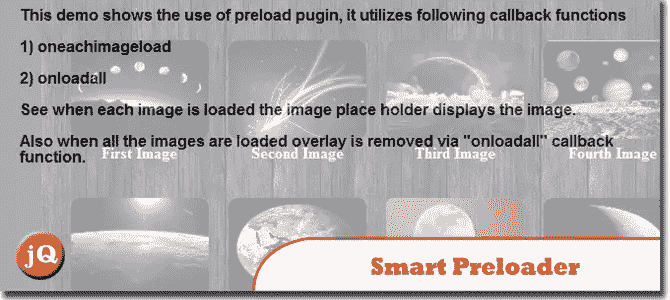 This demo shows the use of preload pugin, it utilizes following callback functions
1) oneachimageload
2) onloadall
See when each image is loaded the image place holder displays the image.
Also when all the images are loaded overlay is removed via "onloadall" callback
function.
First Image
Second Image
Third Image
Fourth Image
jQ
Smart Preloader